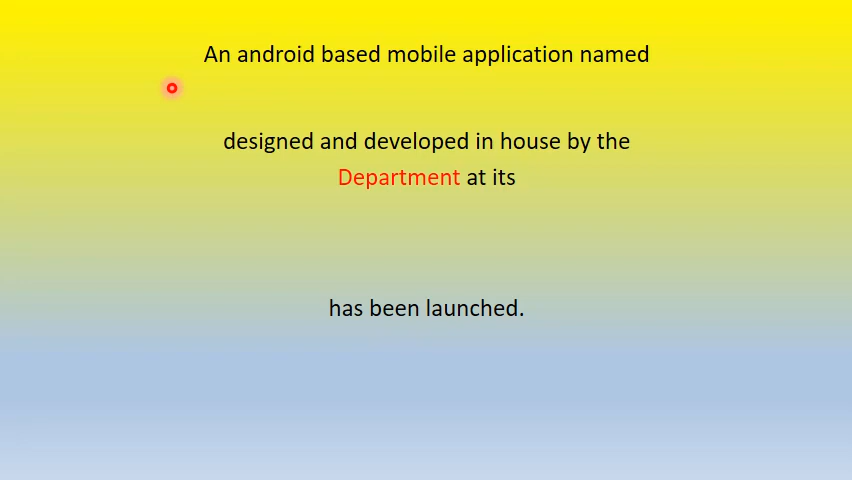 An android based mobile application named
designed and developed in house by the
Department at its
has been launched.